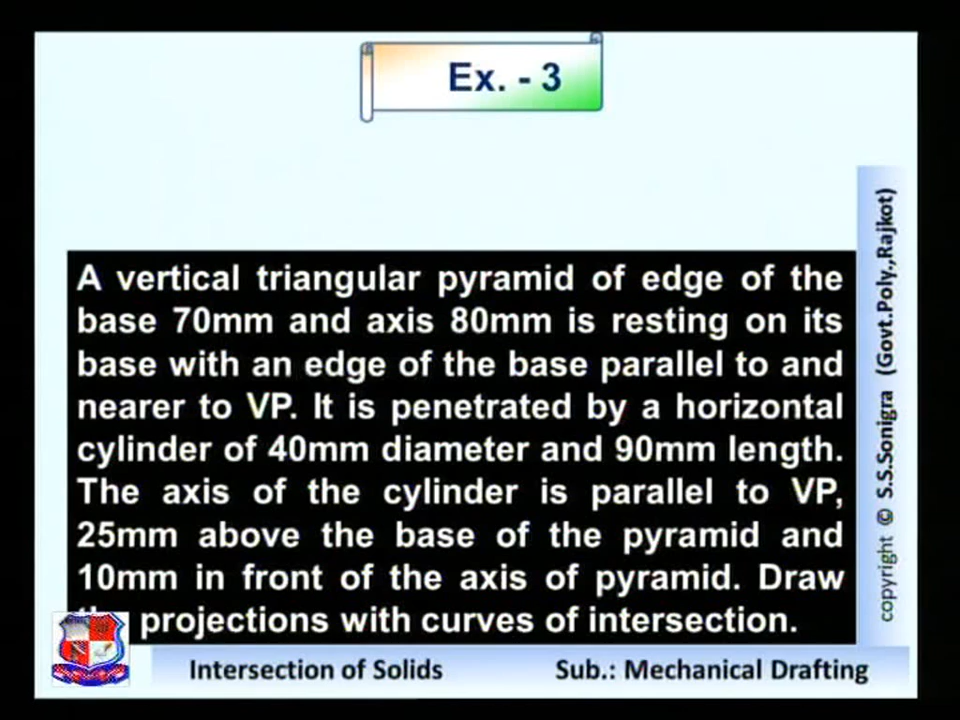 Ex. - 3
A vertical triangular pyramid of edge of the
base 70mm and axis 80mm is resting on its
base with an edge of the base parallel to and
nearer to VP. It is penetrated by a horizontal
cylinder of 40mm diameter and 90mm length.
The axis of the cylinder is parallel to VP,
25mm above the base of the pyramid and
10mm in front of the axis of pyramid. Draw
projections with curves of intersection.
copyright © S.S.Sonigra (Govt.Poly.,Rajkot)
Intersection of Solids Sub.: Mechanical Drafting